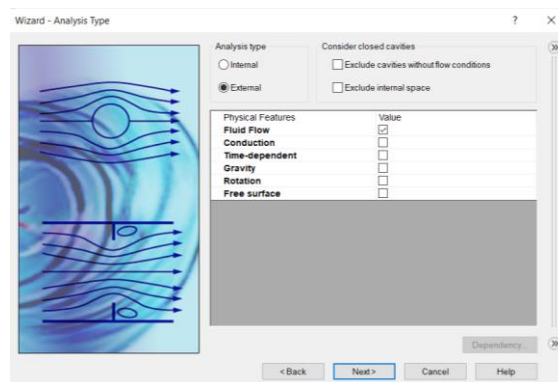 Wizard - Analysis Type ?
Analysis type Consider closed cavities
Internal Exclude cavities without flow conditions
External Exclude internal space
Physical Features Value
Fluid Flow
Conduction
Time-dependent
Gravity
Rotation
Free surface
Dependency...
< Back Next > Cancel Help